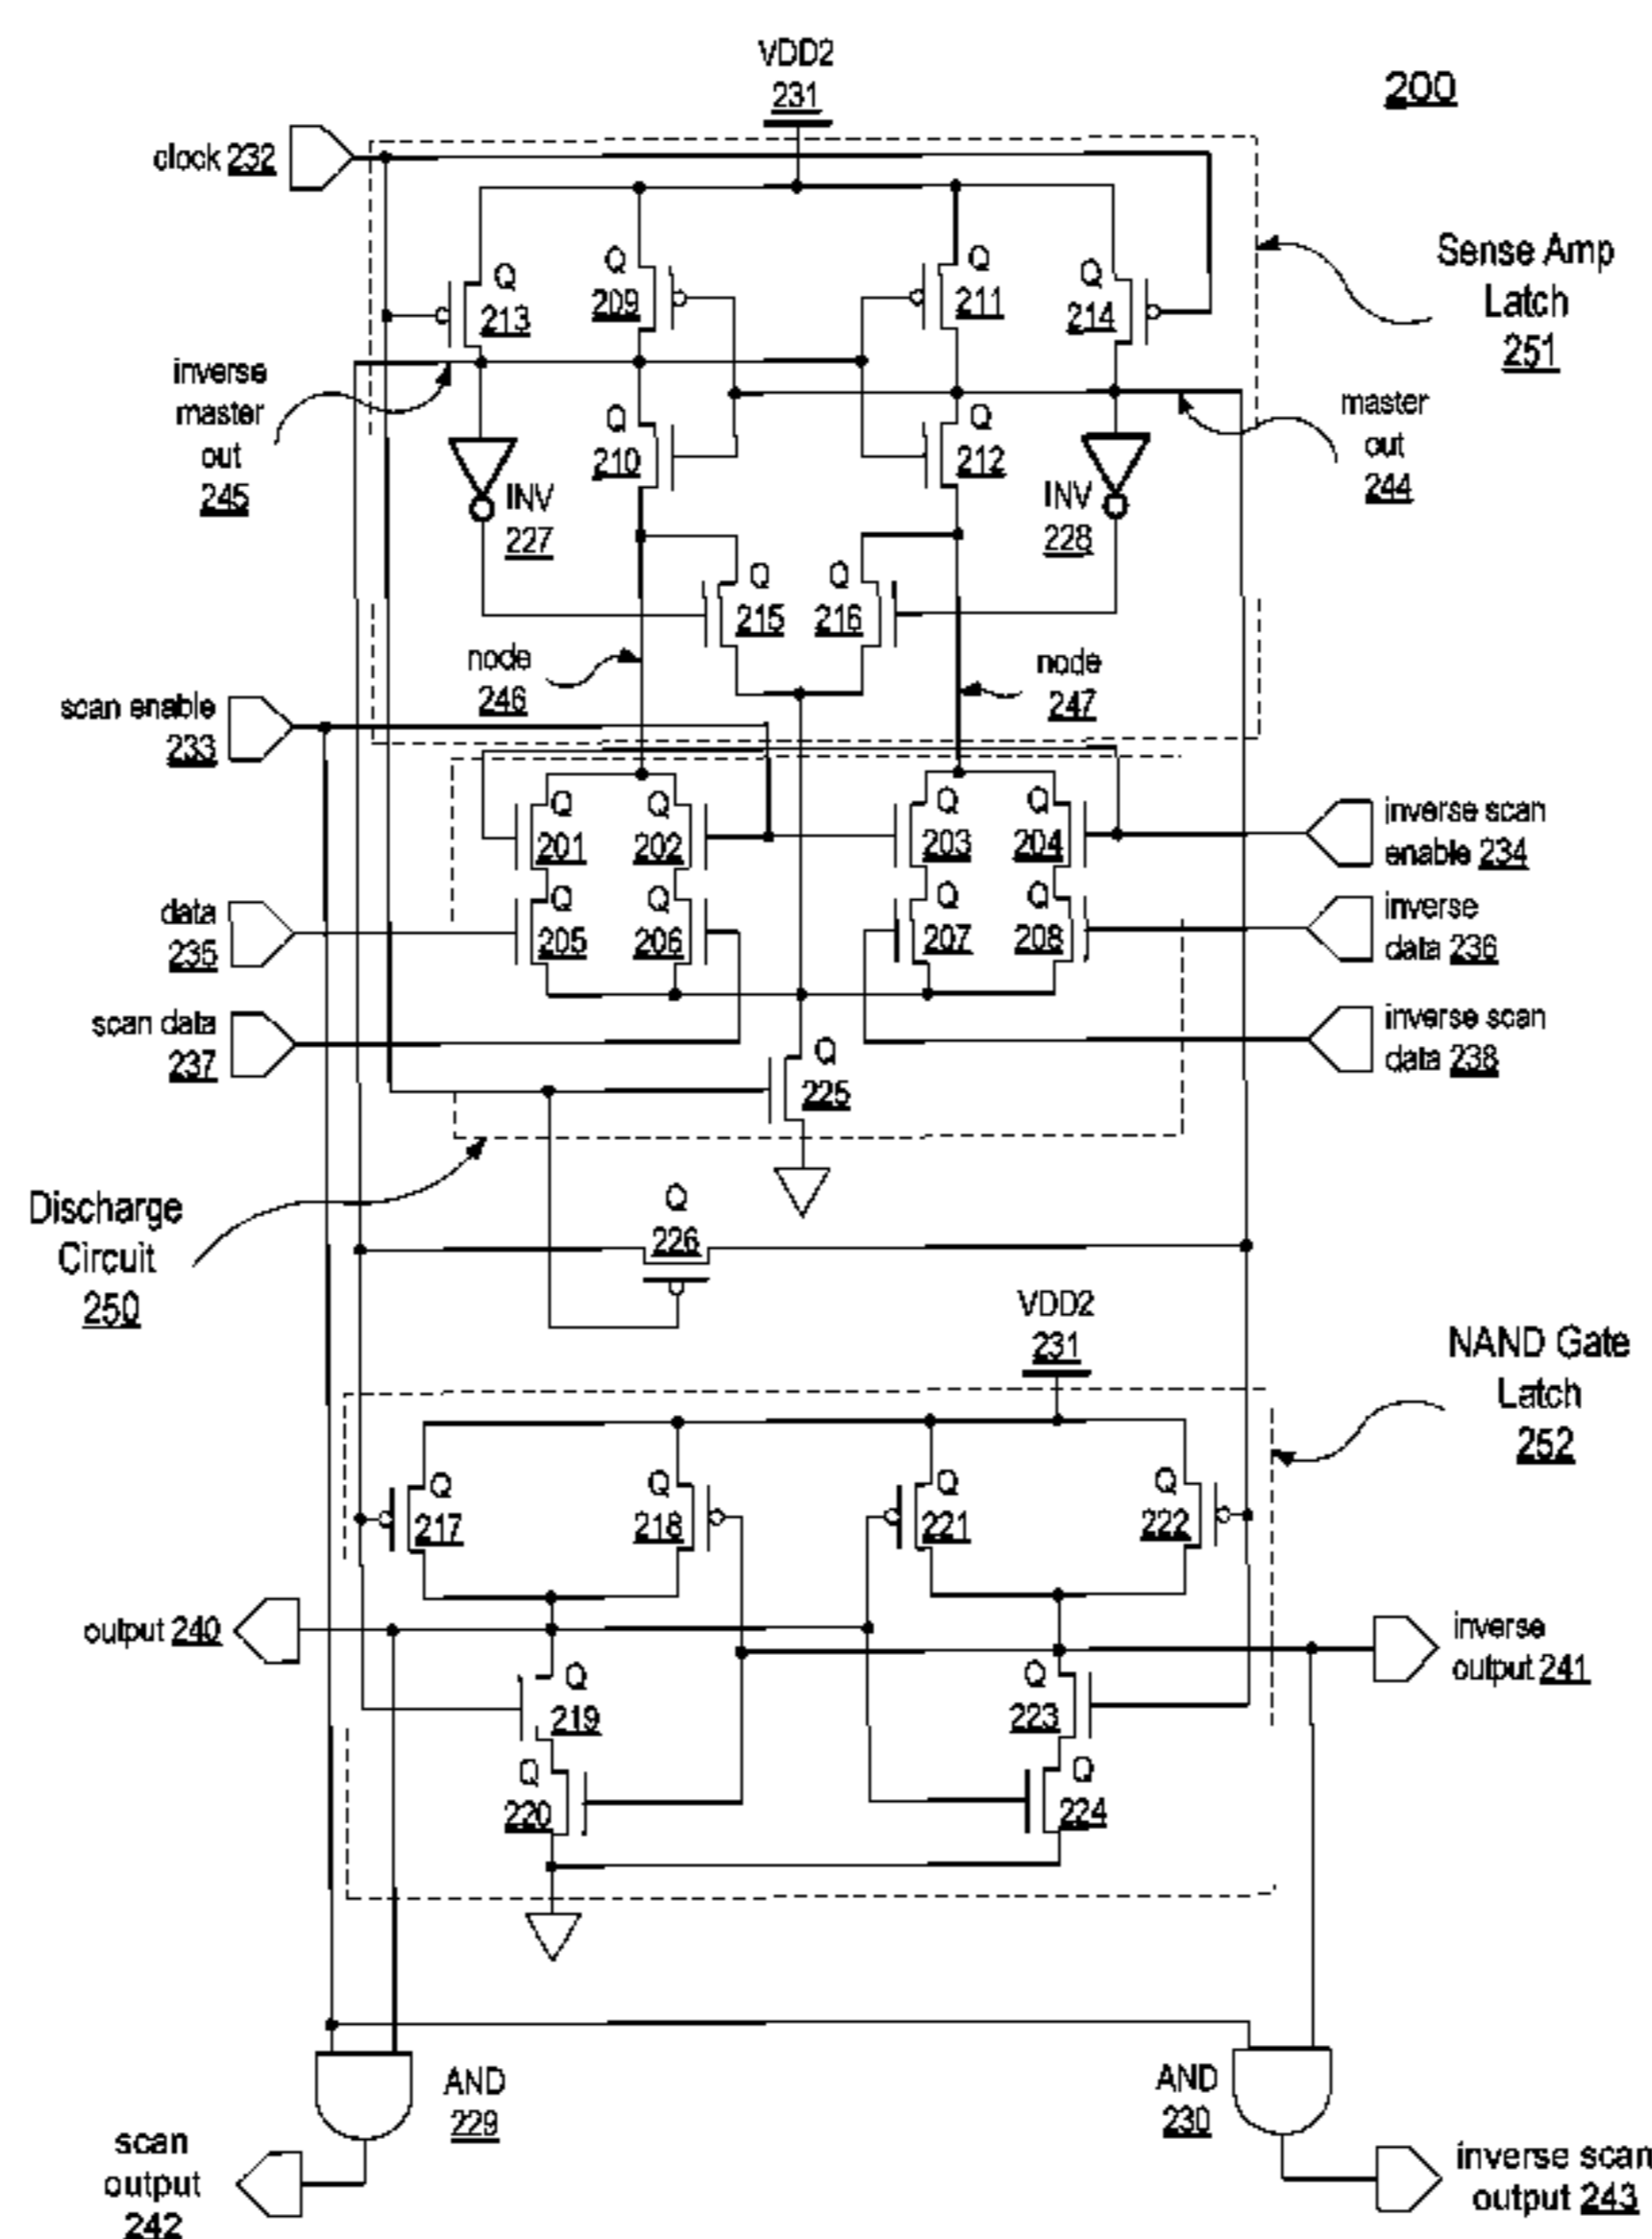 VDD2
231
200
clock 232
Sense Amp
Latch
251
Q
213
Q
209
Q
211
Q
214
inverse
master
out
245
master
out
244
Q
210
Q
212
INV
227
INV
228
Q
215
Q
216
node
246
node
247
scan enable
233
Q
201
Q
202
Q
203
Q
204
inverse scan
enable 234
data
235
Q
205
Q
206
Q
207
Q
208
inverse
data 236
scan data
237
Q
225
inverse scan
data 238
Discharge
Circuit
250
Q
226
VDD2
231
NAND Gate
Latch
252
Q
217
Q
218
Q
221
Q
222
output 240
inverse
output 241
Q
219
Q
223
Q
220
Q
224
AND
229
AND
230
scan
output
242
inverse scan
output 243